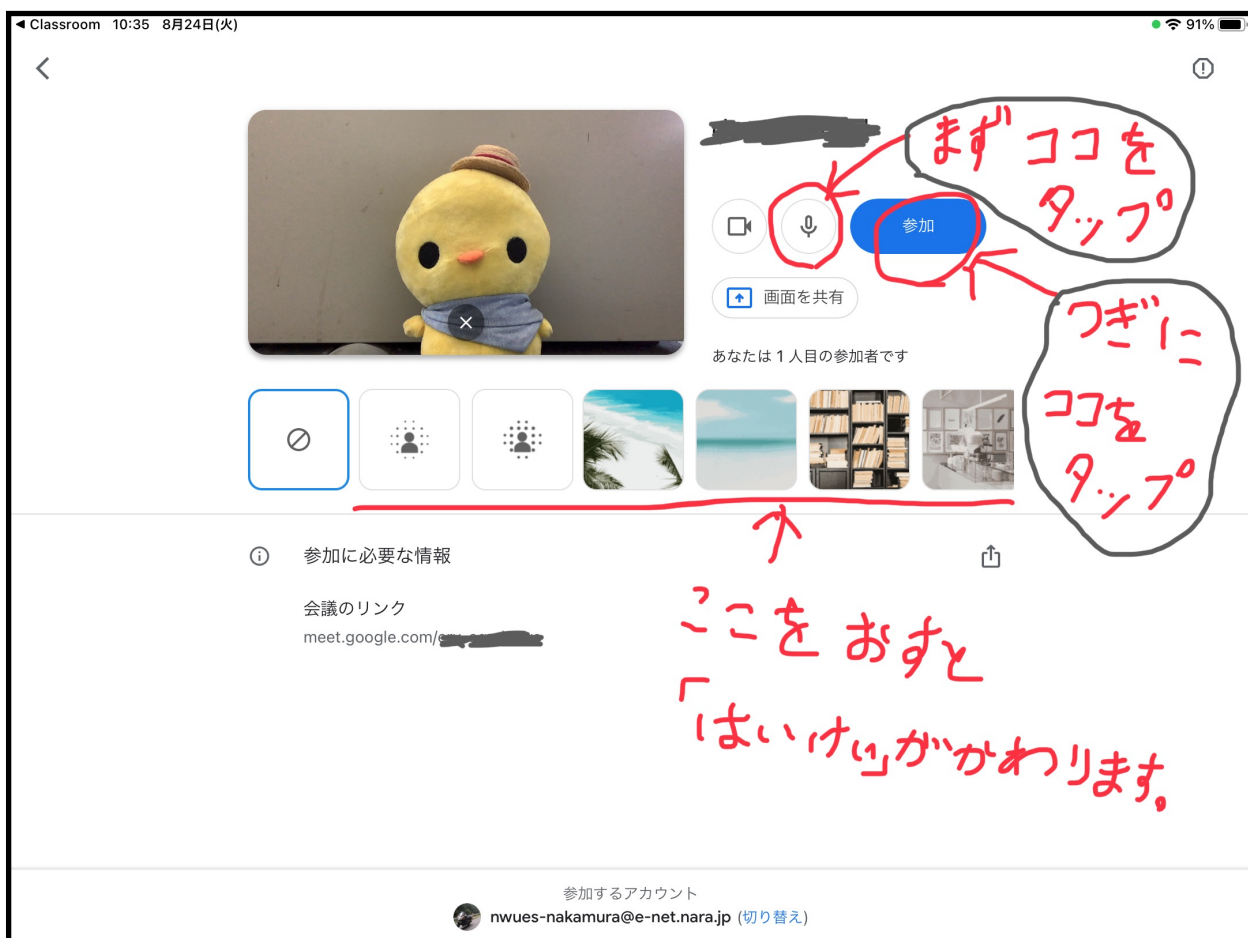 Classroom 10:35 8月24日(火)
91%
まずココを
タップ
参加
画面を共有
つぎに
ココを
タップ
あなたは 1 人目の参加者です
参加に必要な情報
会議のリンク
meet.google.com/
ここをおすと
「はいけい」がかわります。
参加するアカウント
nwues-nakamura@e-net.nara.jp (切り替え)